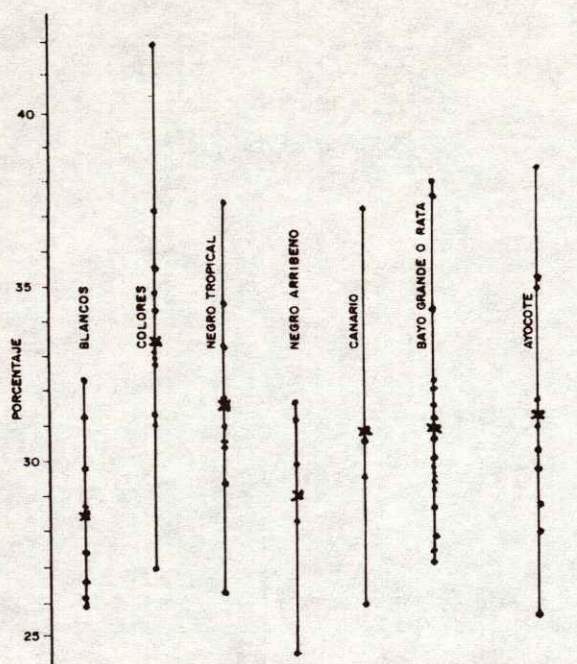 40
35
30
25
PORCENTAJE
BLANCOS
COLORES
NEGRO TROPICAL
NEGRO ARRIBEÑO
CANARIO
BAYO GRANDE O RATA
AYOCOTE